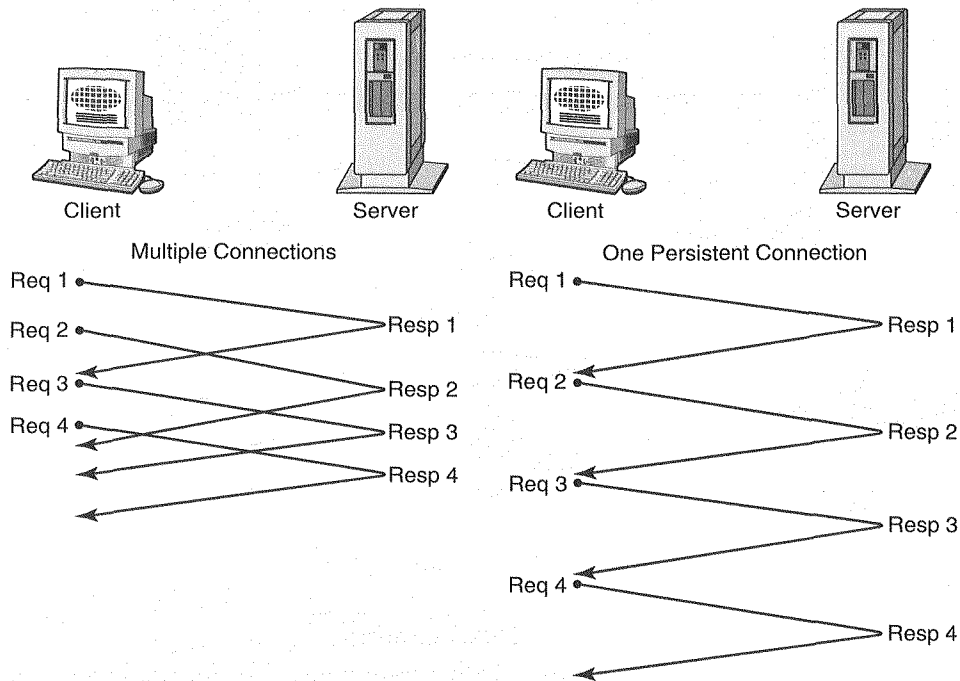 Client
Server
Client
Server
Multiple Connections
Req 1
Resp 1
Req 2
Resp 2
Req 3
Resp 3
Req 4
Resp 4
One Persistent Connection
Req 1
Resp 1
Req 2
Resp 2
Req 3
Resp 3
Req 4
Resp 4